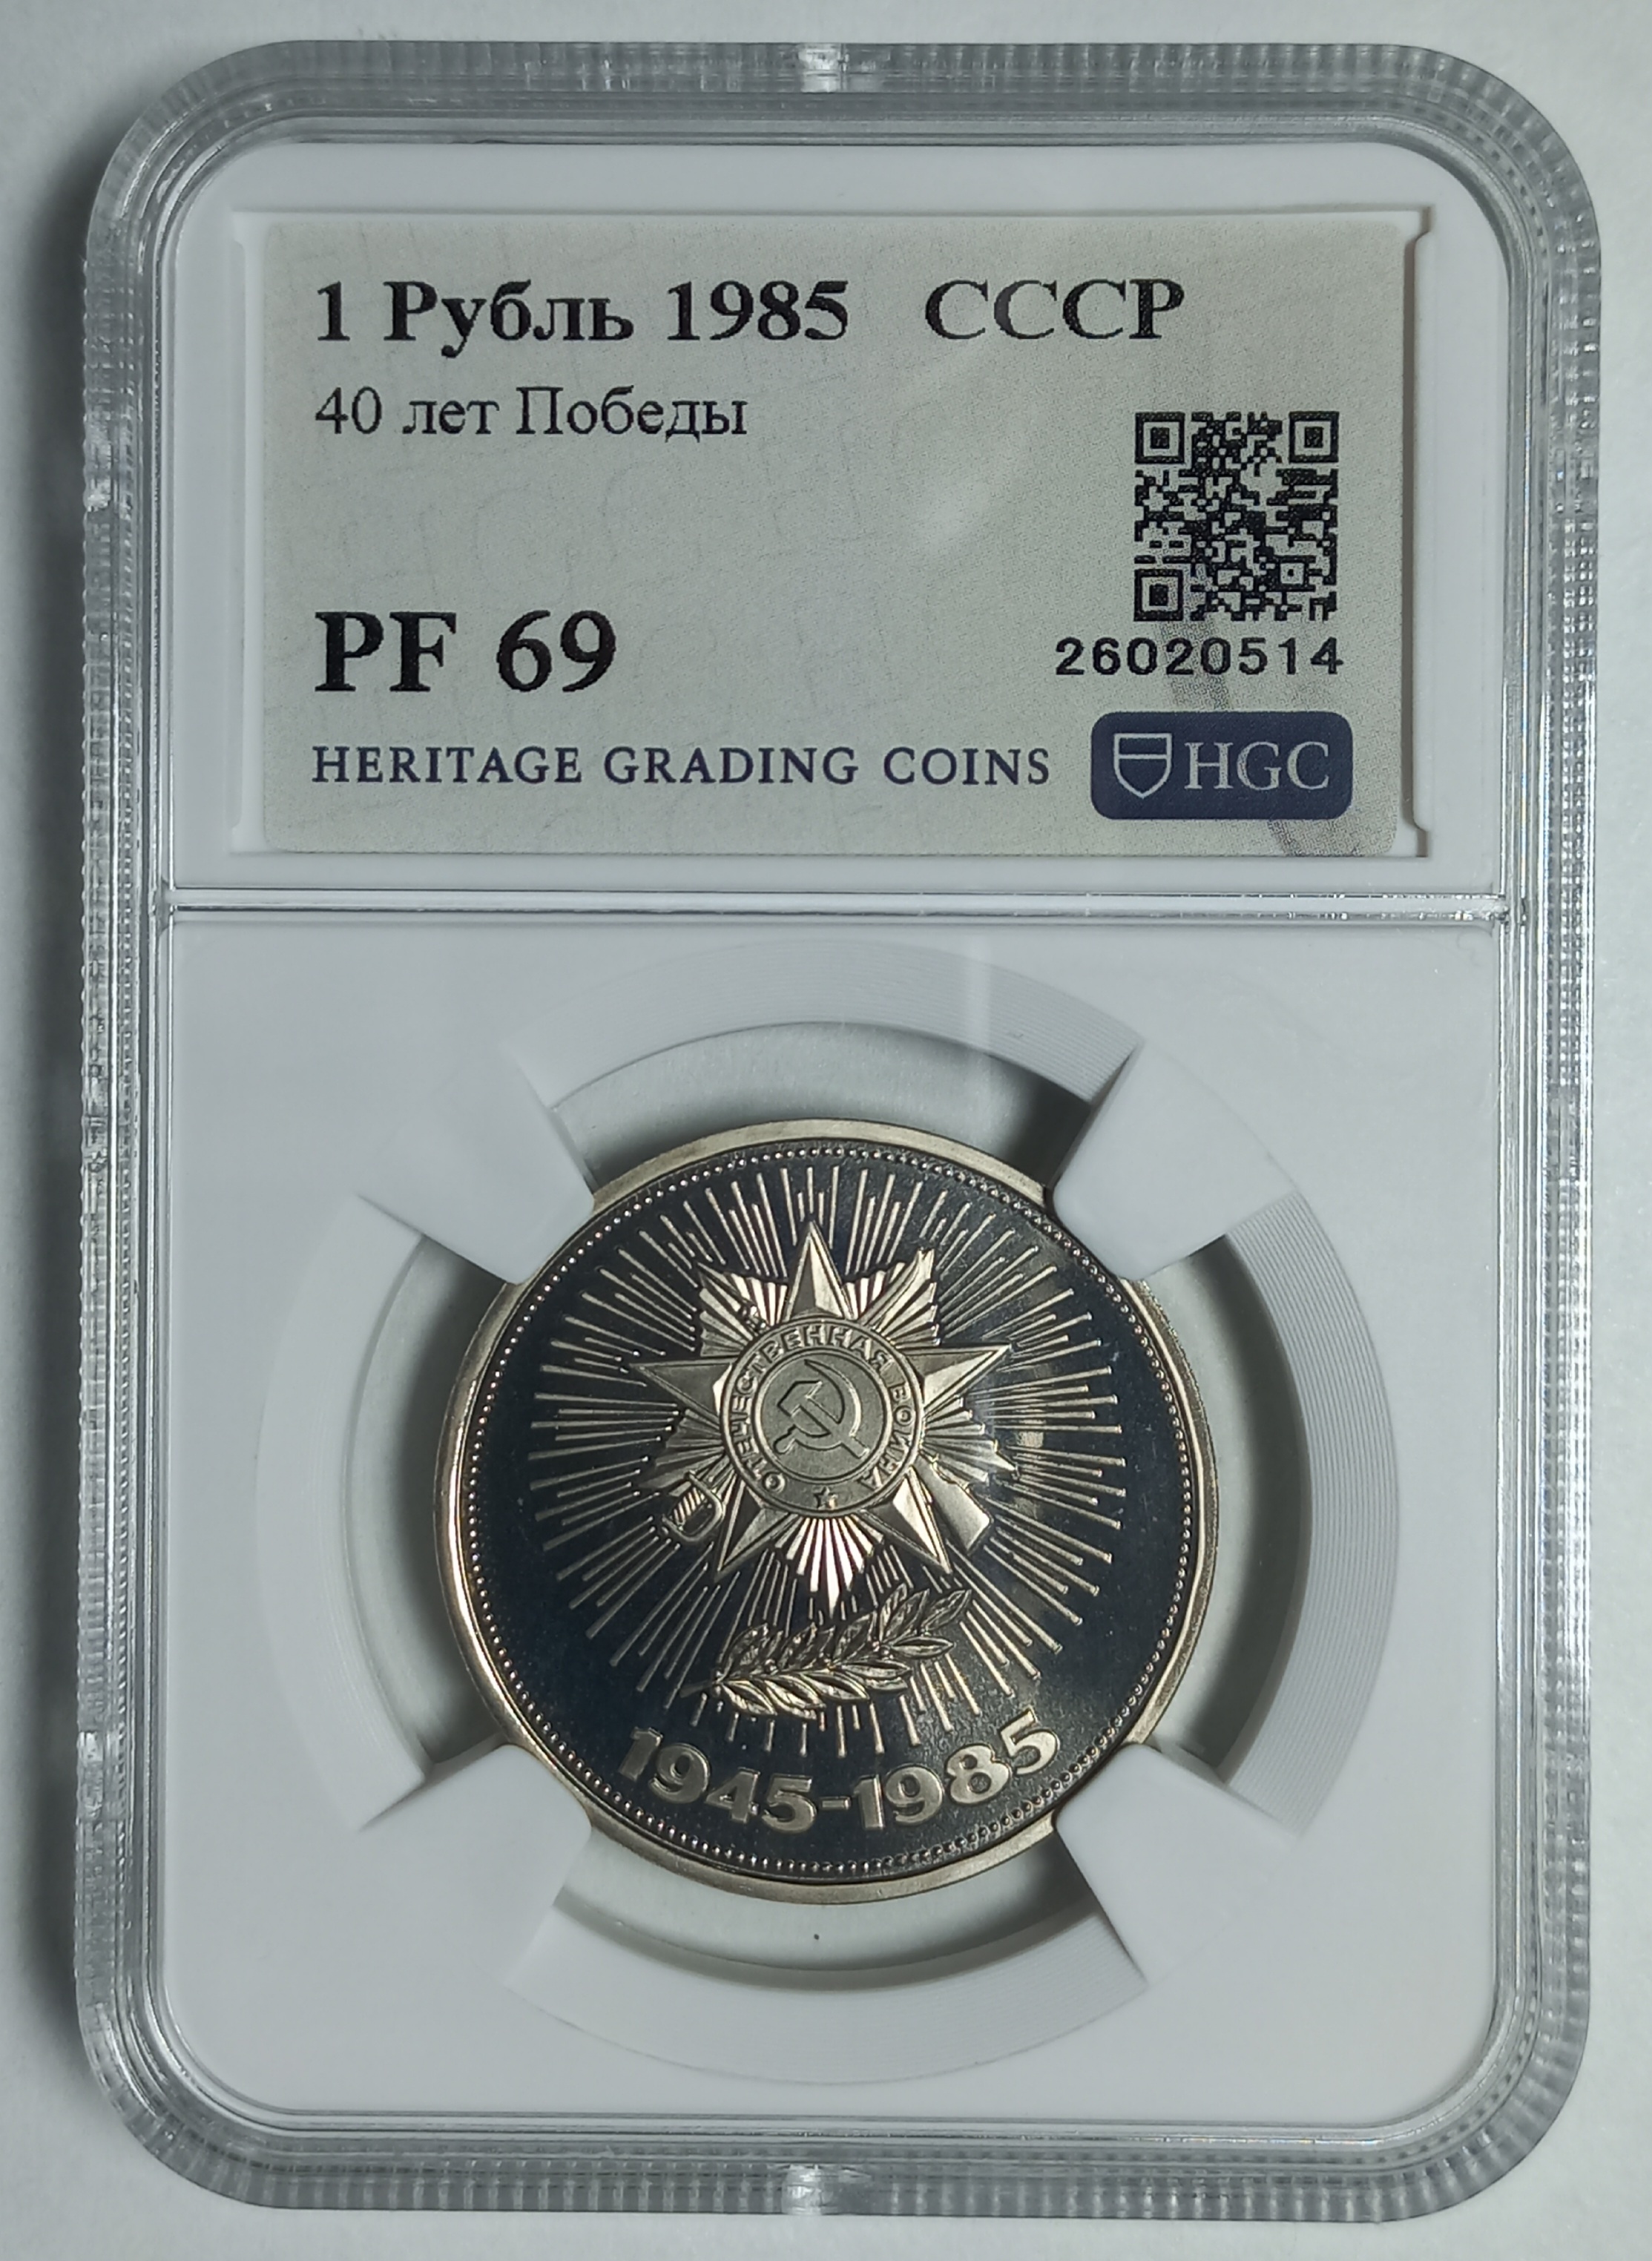 1 Рубль 1985 СССР
40 лет Победы
PF 69
26020514
HERITAGE GRADING COINS HGC
ОТЕЧЕСТВЕННАЯ ВОЙНА
1945-1985